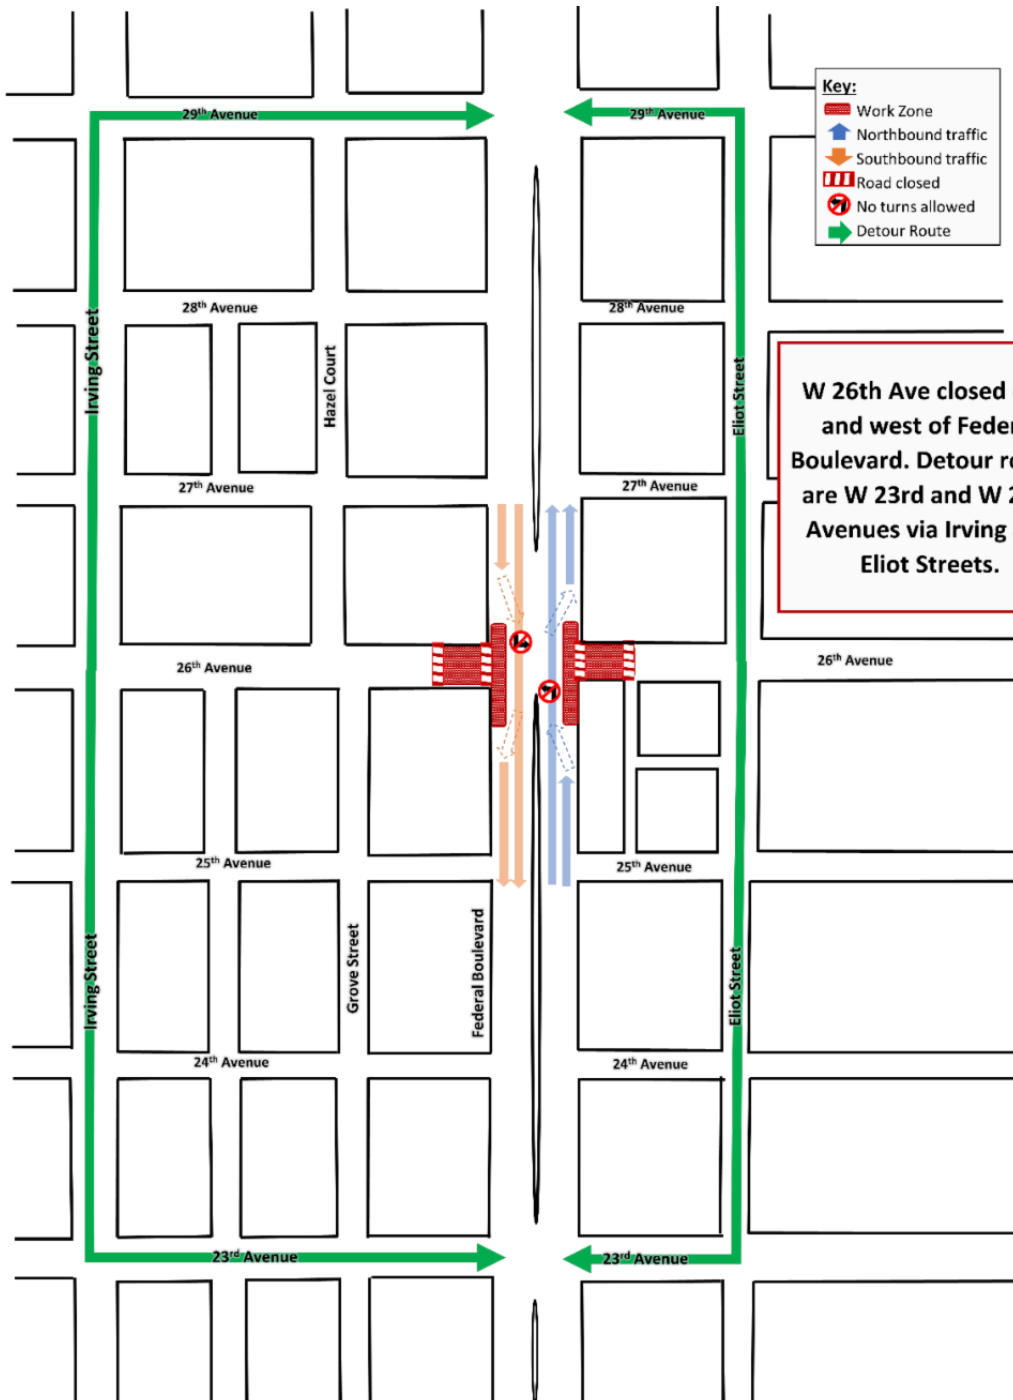 29th Avenue
29th Avenue
Key:
Work Zone
Northbound traffic
Southbound traffic
Road closed
No turns allowed
Detour Route
28th Avenue
28th Avenue
Irving Street
Hazel Court
Eliot Street
W 26th Ave closed
and west of
Boulevard. Detour
are W 23rd and W
Avenues via Irving
Eliot Streets.
27th Avenue
27th Avenue
26th Avenue
26th Avenue
25th Avenue
25th Avenue
Irving Street
Grove Street
Federal Boulevard
Eliot Street
24th Avenue
24th Avenue
23rd Avenue
23rd Avenue